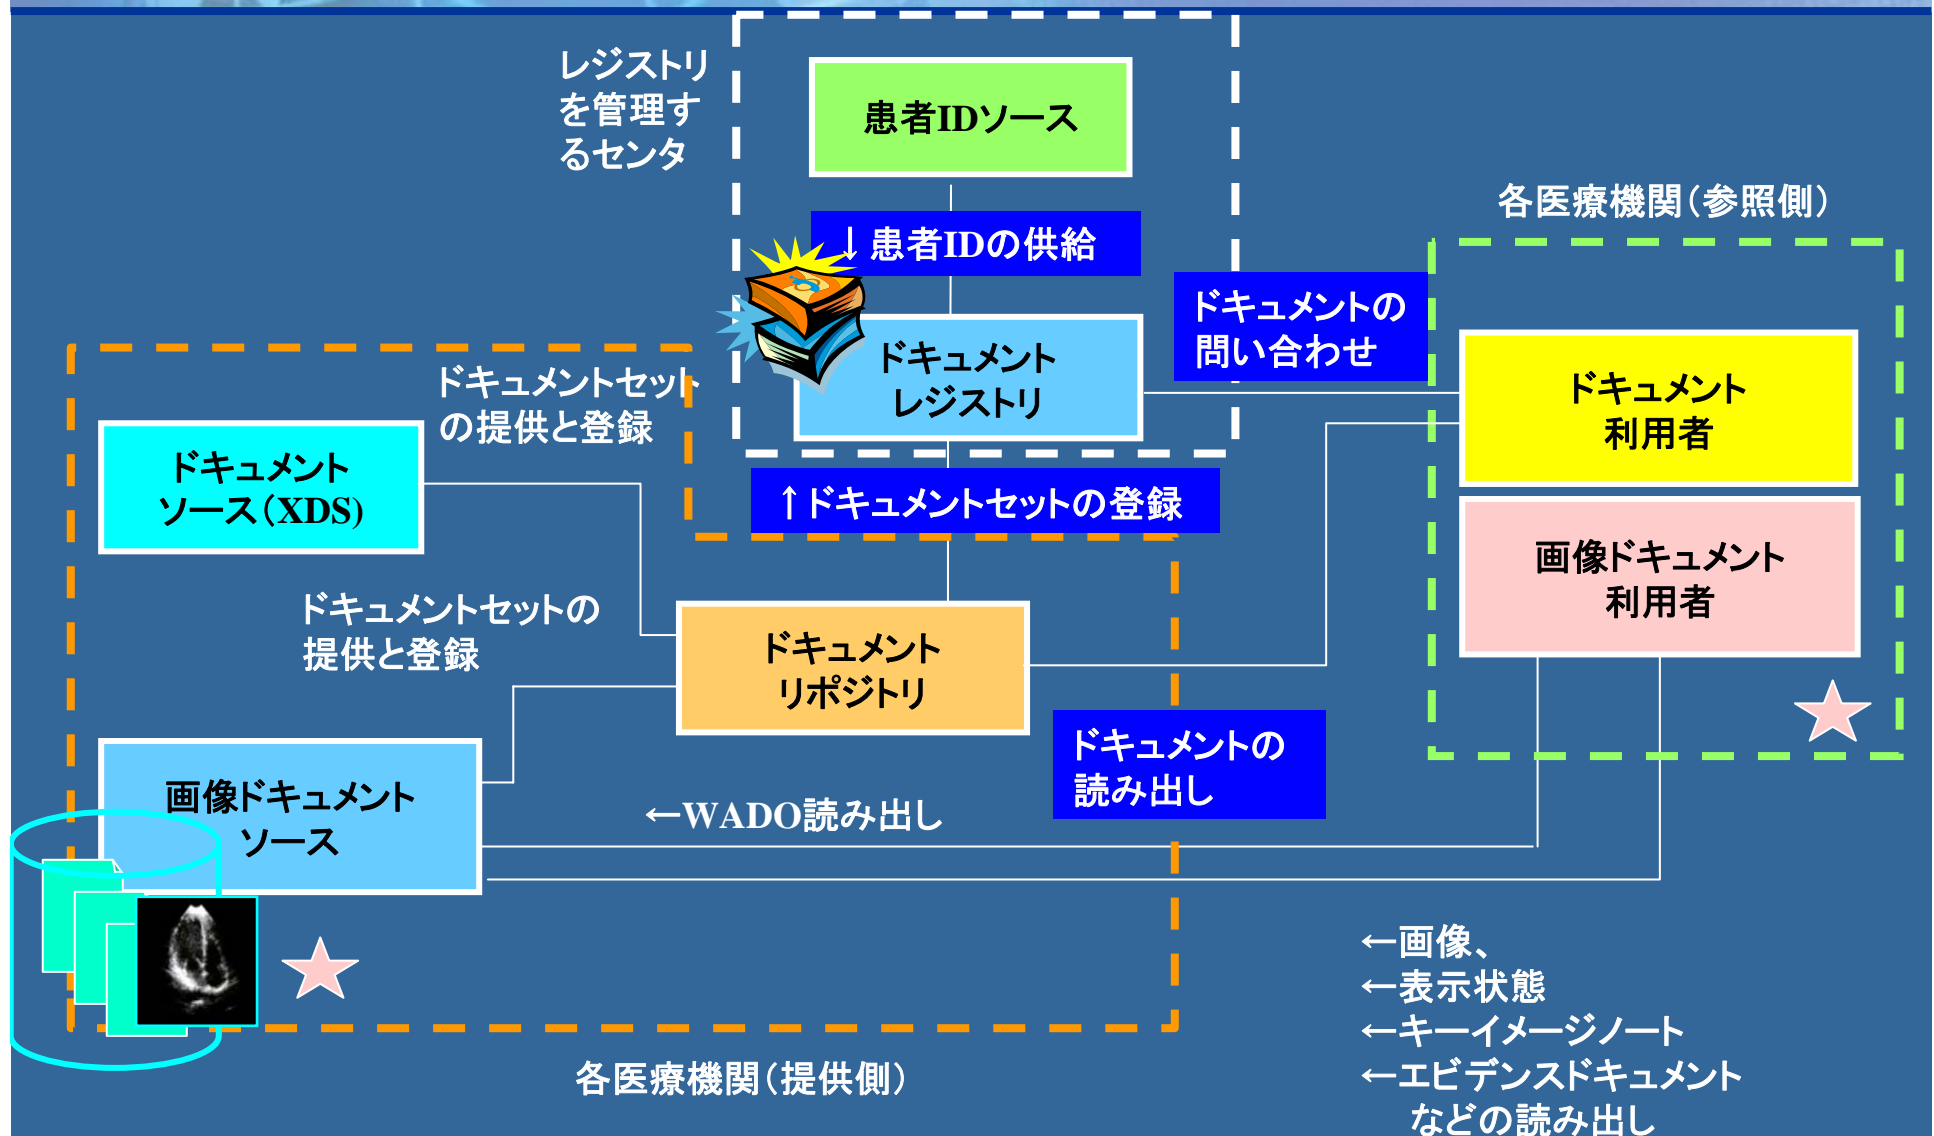 レジストリ
を管理す
るセンタ
患者IDソース
↓患者IDの供給
各医療機関（参照側）
ドキュメントの
問い合わせ
ドキュメント
レジストリ
ドキュメント
利用者
ドキュメントセット
の提供と登録
ドキュメント
ソース（XDS)
↑ドキュメントセットの登録
画像ドキュメント
利用者
ドキュメントセットの
提供と登録
ドキュメント
リポジトリ
ドキュメントの
読み出し
画像ドキュメント
ソース
←WADO読み出し
←画像、
←表示状態
←キーイメージノート
←エビデンスドキュメント
などの読み出し
各医療機関（提供側）